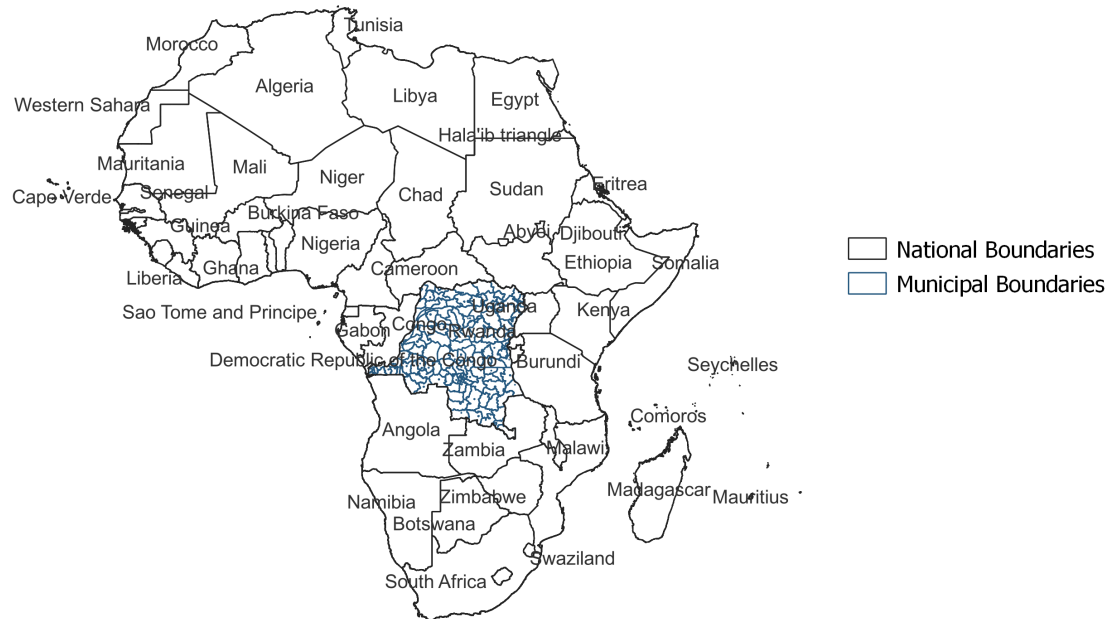 Tunisia
Morocco
Algeria
Libya
Egypt
Western Sahara
Hala'ib triangle
Mauritania
Mali
Niger
Chad
Sudan
Eritrea
Cape Verde
Senegal
Burkina Faso
Guinea
Abyei
Djibouti
Nigeria
National Boundaries
Ghana
Cameroon
Ethiopia
Somalia
Liberia
Municipal Boundaries
Uganda
Kenya
Sao Tome and Principe
Gabon
Congo
Rwanda
Democratic Republic of the Congo
Burundi
Seychelles
Comoros
Angola
Zambia
Malawi
Madagascar
Mauritius
Namibia
Zimbabwe
Botswana
Swaziland
South Africa